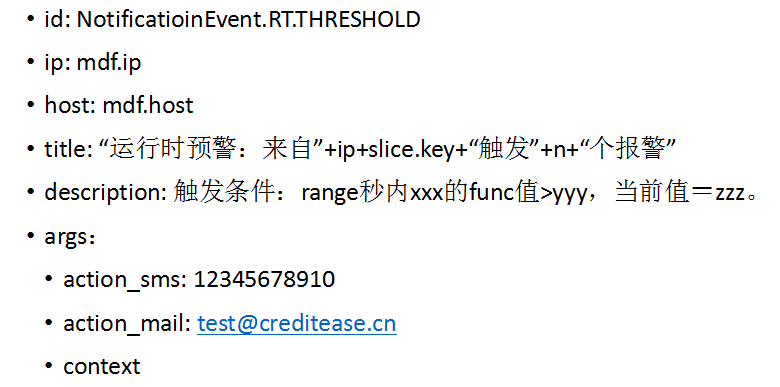 • id: NotificatioinEvent.RT.THRESHOLD
• ip: mdf.ip
• host: mdf.host
• title: “运行时预警：来自”+ip+slice.key+“触发”+n+“个报警”
• description: 触发条件：range秒内xxx的func值>yyy，当前值＝zzz。
• args：
• action_sms: 12345678910
• action_mail: test@creditease.cn
• context